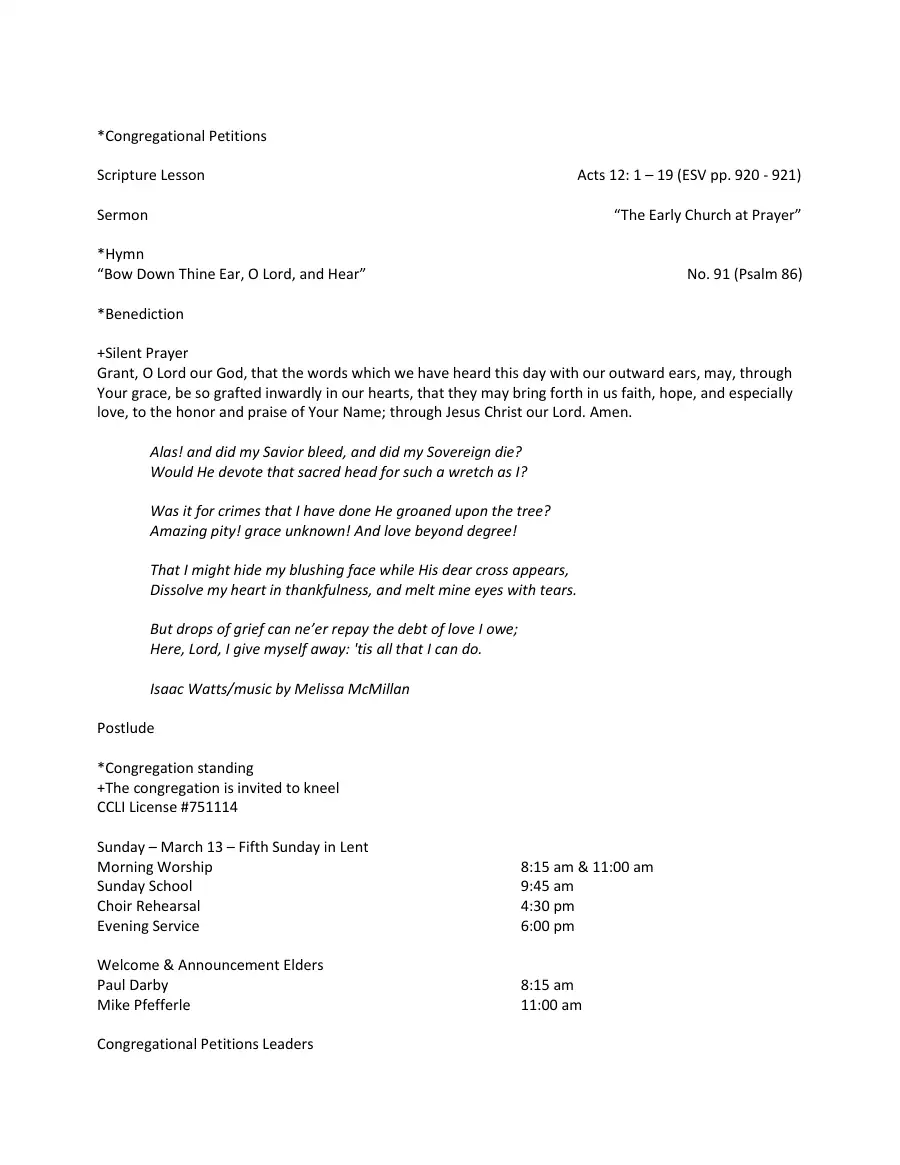 *Congregational Petitions
Scripture Lesson Acts 12: 1 – 19 (ESV pp. 920 - 921)
Sermon “The Early Church at Prayer”
*Hymn
“Bow Down Thine Ear, O Lord, and Hear” No. 91 (Psalm 86)
*Benediction
+Silent Prayer
Grant, O Lord our God, that the words which we have heard this day with our outward ears, may, through
Your grace, be so grafted inwardly in our hearts, that they may bring forth in us faith, hope, and especially
love, to the honor and praise of Your Name; through Jesus Christ our Lord. Amen.
Alas! and did my Savior bleed, and did my Sovereign die?
Would He devote that sacred head for such a wretch as I?
Was it for crimes that I have done He groaned upon the tree?
Amazing pity! grace unknown! And love beyond degree!
That I might hide my blushing face while His dear cross appears,
Dissolve my heart in thankfulness, and melt mine eyes with tears.
But drops of grief can ne’er repay the debt of love I owe;
Here, Lord, I give myself away: 'tis all that I can do.
Isaac Watts/music by Melissa McMillan
Postlude
*Congregation standing
+The congregation is invited to kneel
CCLI License #751114
Sunday – March 13 – Fifth Sunday in Lent
Morning Worship 8:15 am & 11:00 am
Sunday School 9:45 am
Choir Rehearsal 4:30 pm
Evening Service 6:00 pm
Welcome & Announcement Elders
Paul Darby 8:15 am
Mike Pfefferle 11:00 am
Congregational Petitions Leaders